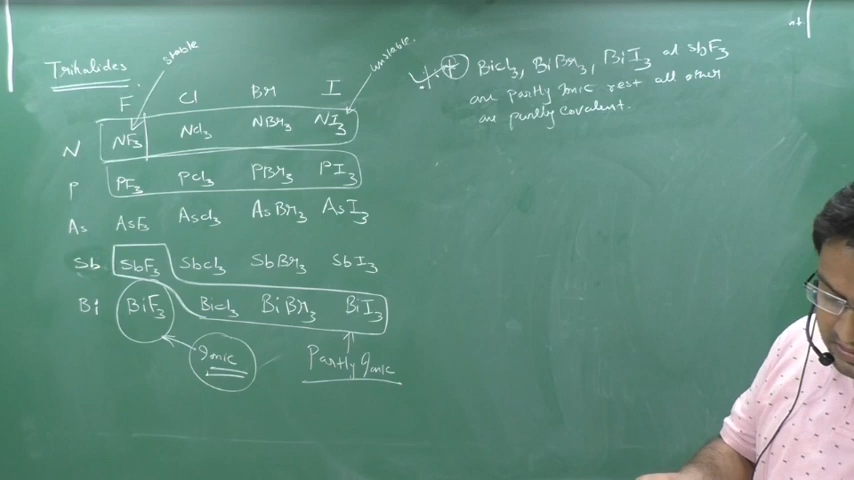 Trihalides
stable
unstable
F Cl Br I
N NF3 NCl3 NBr3 NI3
P PF3 PCl3 PBr3 PI3
As AsF3 AsCl3 AsBr3 AsI3
Sb SbF3 SbCl3 SbBr3 SbI3
Bi BiF3 BiCl3 BiBr3 BiI3
Ionic
Partly Ionic
BiCl3, BiBr3, BiI3 at SbF3
are partly Ionic rest all other
are partly covalent.